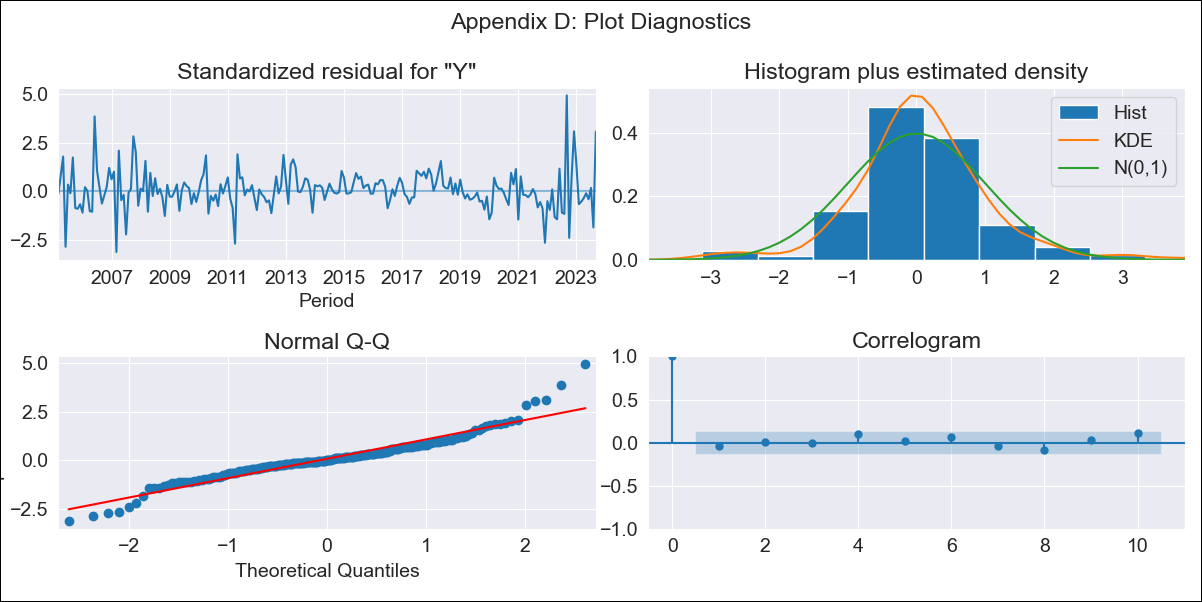 Appendix D: Plot Diagnostics
Standardized residual for "Y"
5.0
2.5
0.0
−2.5
2007 2009 2011 2013 2015 2017 2019 2021 2023
Period
Histogram plus estimated density
Hist
KDE
N(0,1)
0.4
0.2
0.0
−3 −2 −1 0 1 2 3
Normal Q-Q
5.0
2.5
0.0
−2.5
−2 −1 0 1 2
Theoretical Quantiles
Correlogram
1.0
0.5
0.0
−0.5
−1.0
0 2 4 6 8 10